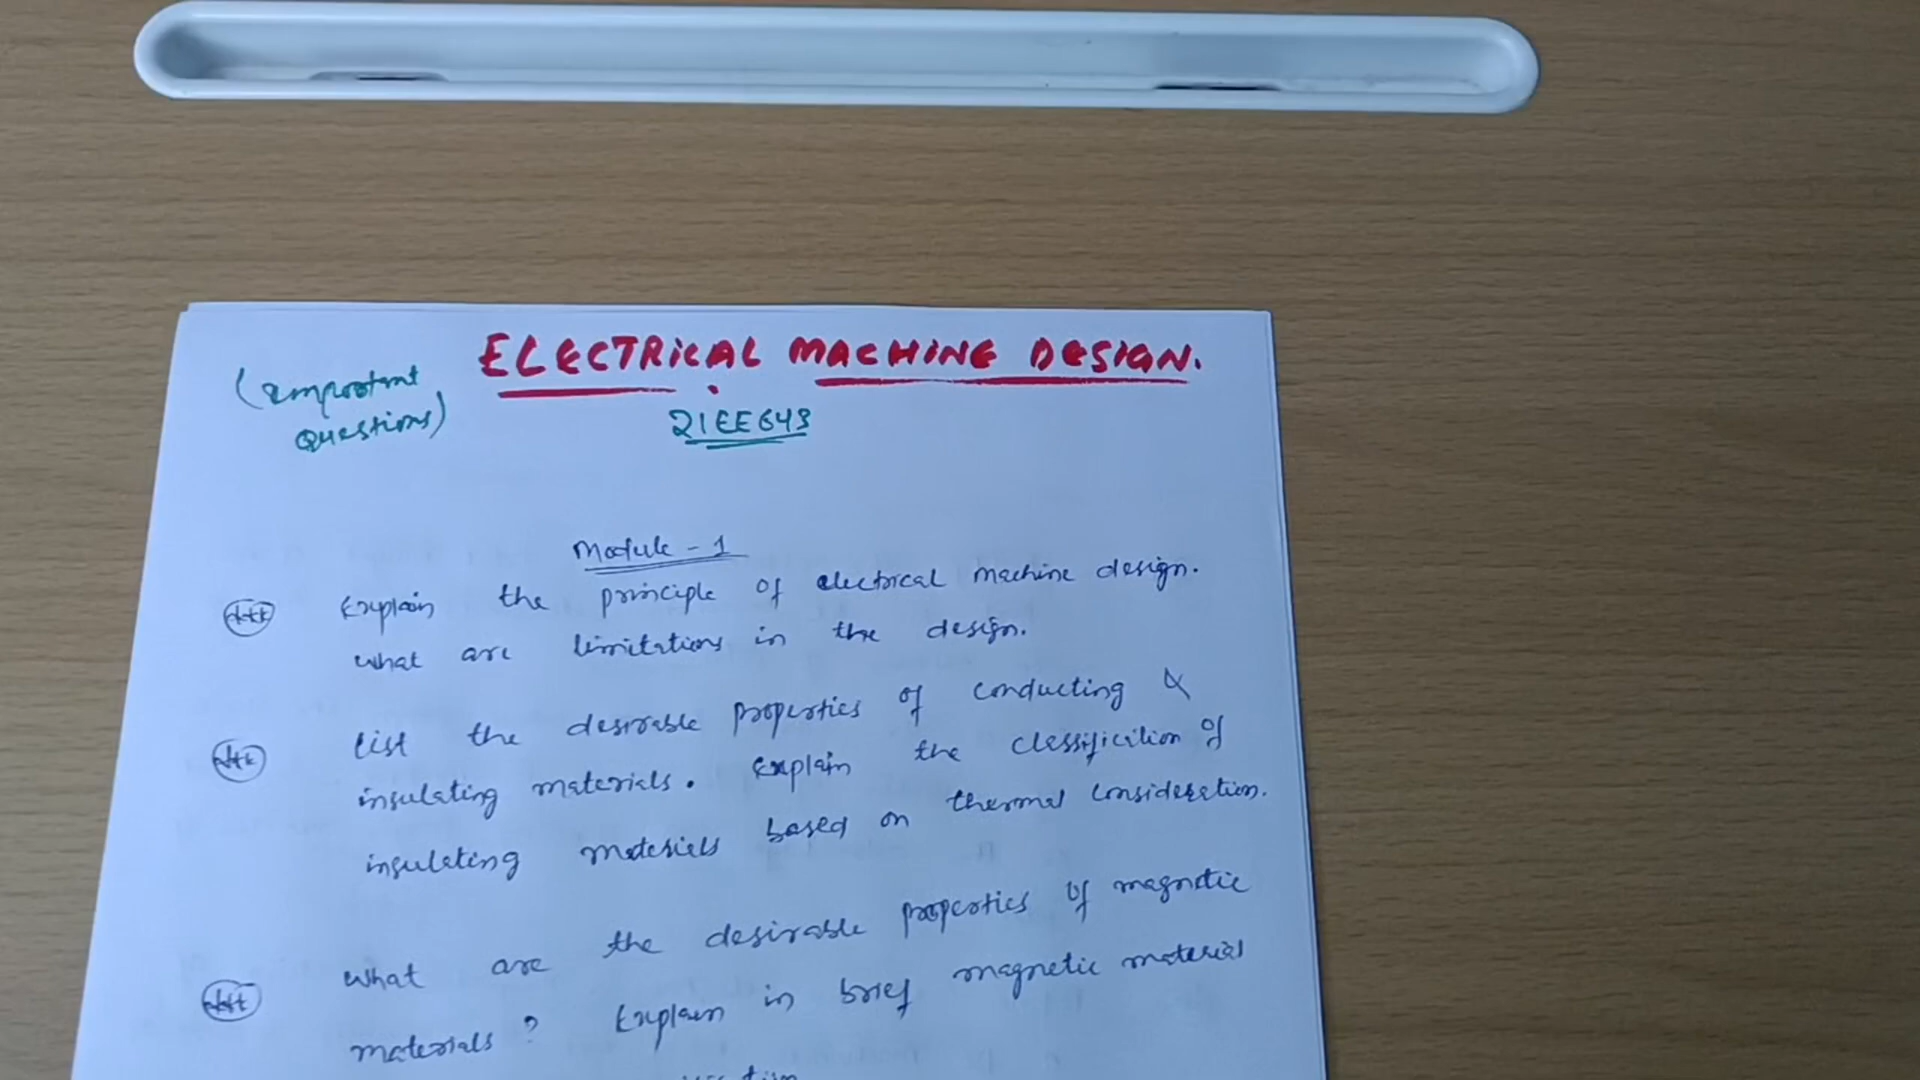 ELECTRICAL MACHINE DESIGN.
(Important
Questions)
21EE643
Module - 1
Explain the principle of electrical machine design.
what are limitations in the design.
List the desirable properties of conducting &
insulating materials. Explain the classification of
insulating materials based on thermal consideration.
what are the desirable properties of magnetic
materials? Explain in brief magnetic material